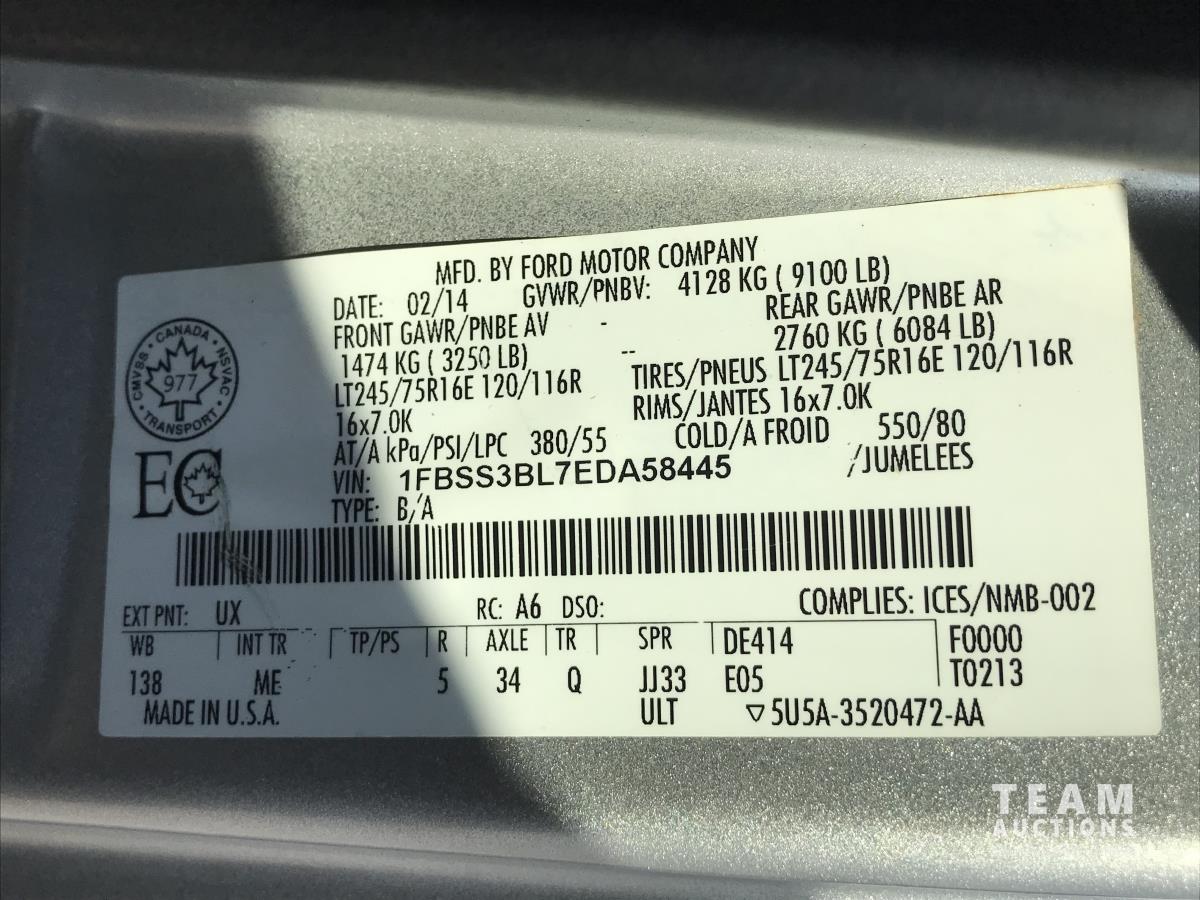 MFD. BY FORD MOTOR COMPANY
DATE: 02/14 GVWR/PNBV: 4128 KG ( 9100 LB)
FRONT GAWR/PNBE AV - REAR GAWR/PNBE AR
1474 KG ( 3250 LB) -- 2760 KG ( 6084 LB)
LT245/75R16E 120/116R TIRES/PNEUS LT245/75R16E 120/116R
16x7.0K RIMS/JANTES 16x7.0K
AT/A kPa/PSI/LPC 380/55 COLD/A FROID 550/80
VIN: 1FBSS3BL7EDA58445 /JUMELEES
TYPE: B/A
CMVSS • CANADA • NSVAC • TRANSPORT •
977
EC
EXT PNT: UX RC: A6 DSO: COMPLIES: ICES/NMB-002
WB | INT TR | TP/PS | R | AXLE | TR | SPR | DE414 F0000
138 ME 5 34 Q JJ33 E05 T0213
MADE IN U.S.A. ULT ▽5U5A-3520472-AA
TEAM
AUCTIONS